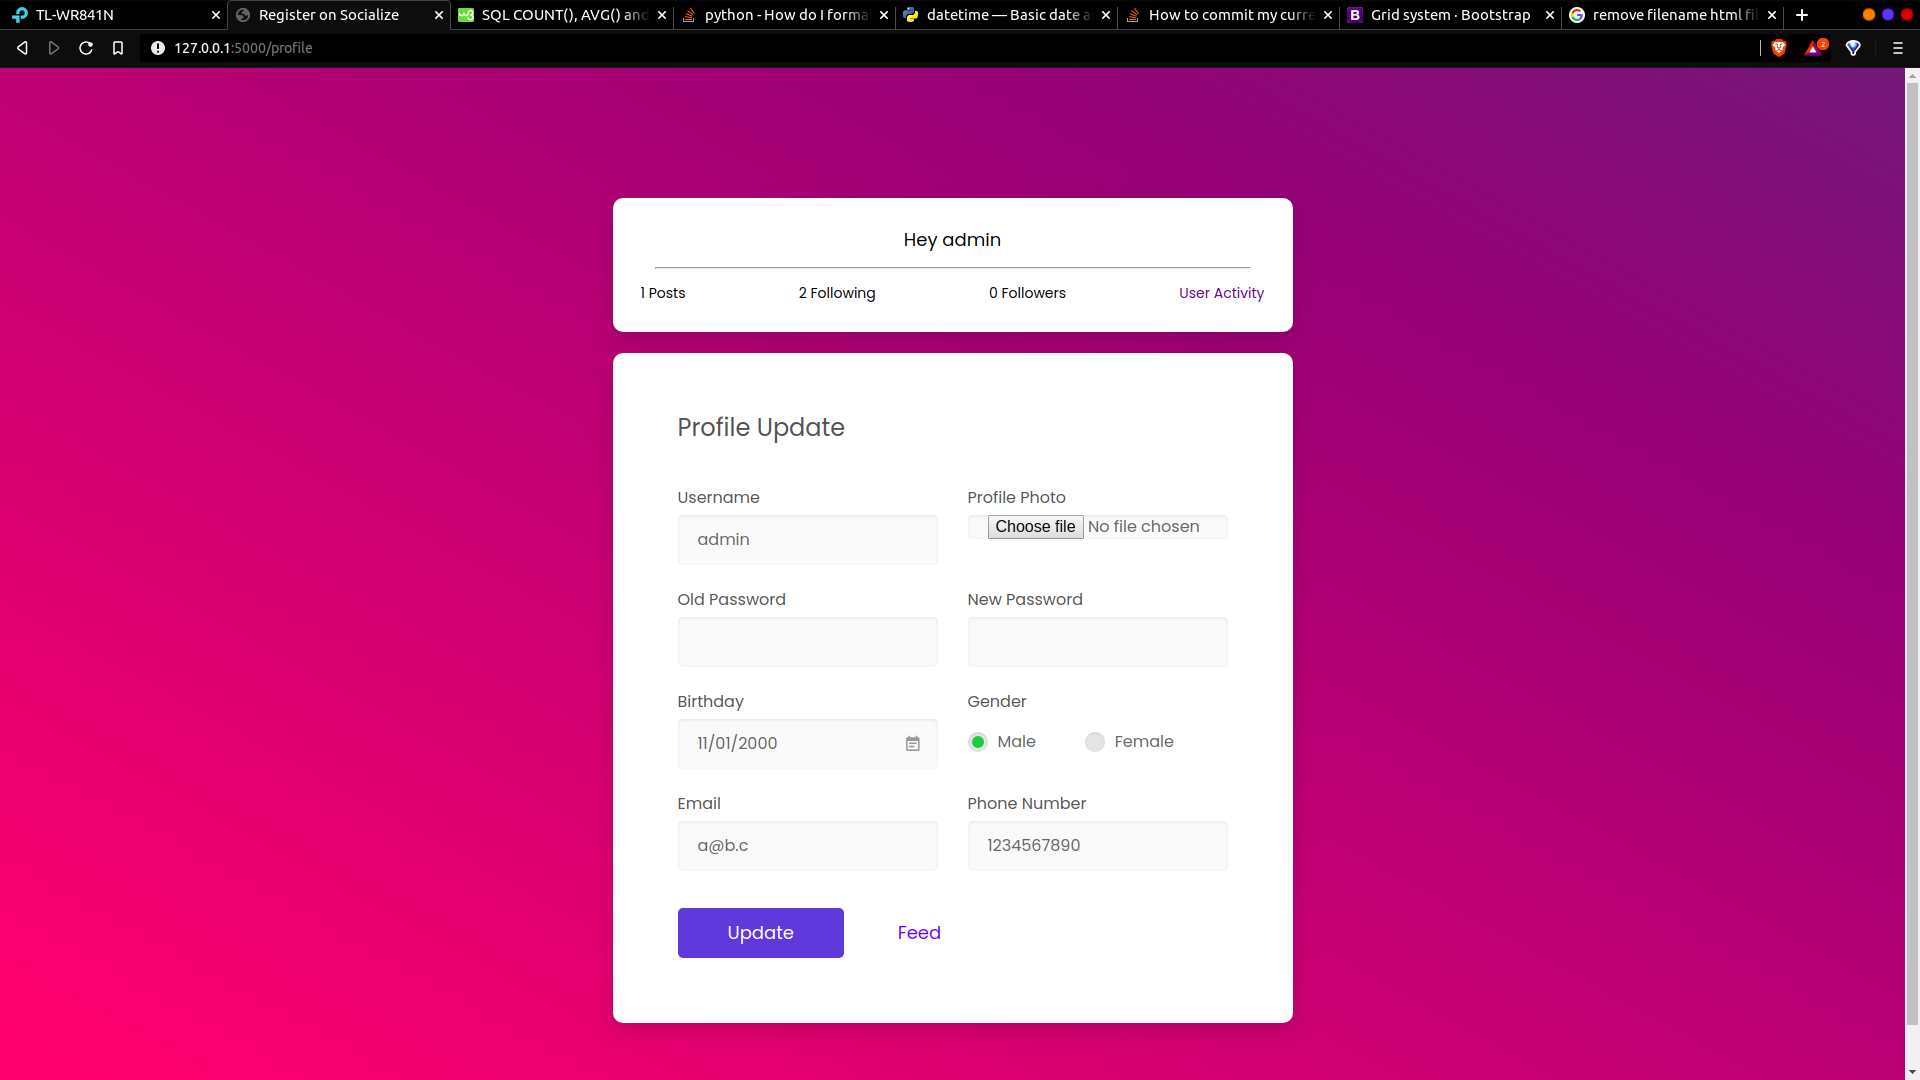 TL-WR841N
Register on Socialize
SQL COUNT(), AVG() and
python - How do I forma
datetime — Basic date a
How to commit my curre
Grid system · Bootstrap
remove filename html fil
127.0.0.1:5000/profile
2
Hey admin
1 Posts
2 Following
0 Followers
User Activity
Profile Update
Username
Profile Photo
admin
Choose file No file chosen
Old Password
New Password
Birthday
Gender
11/01/2000
Male
Female
Email
Phone Number
a@b.c
1234567890
Update
Feed